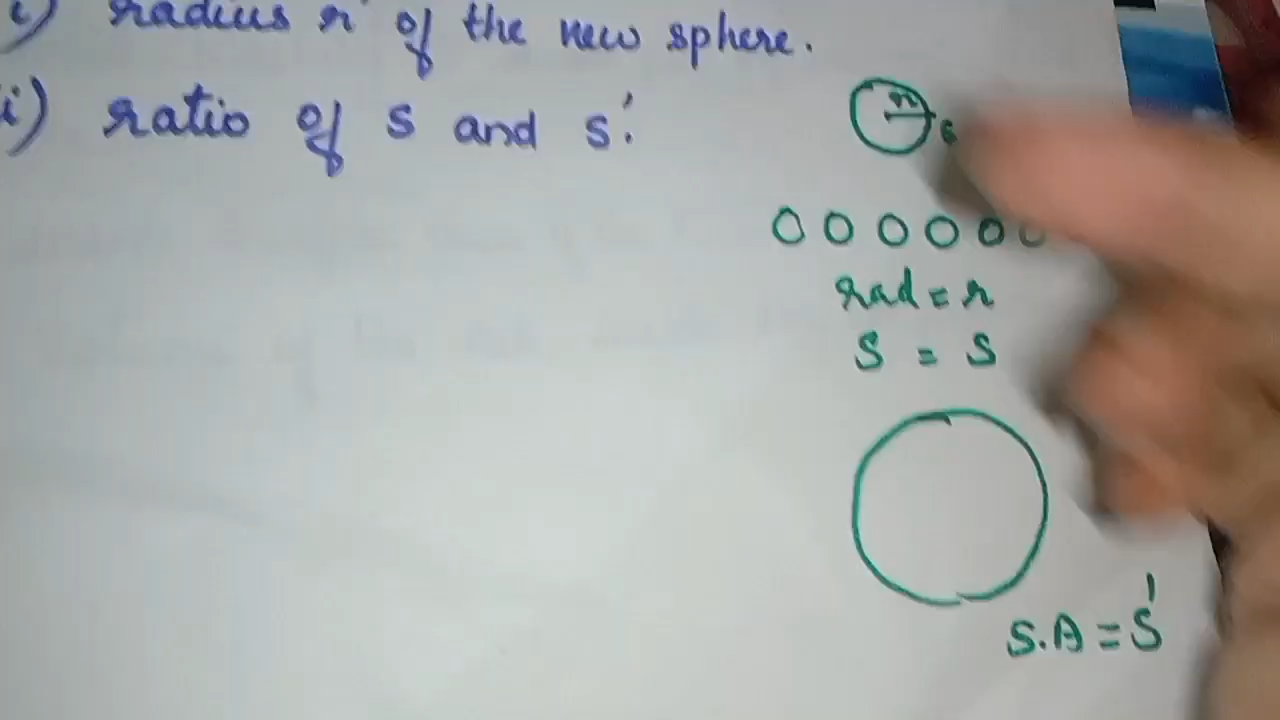 i) radius r' of the new sphere.
i) ratio of s and s'.
r
s
rad = r
S = S
S.A = S'